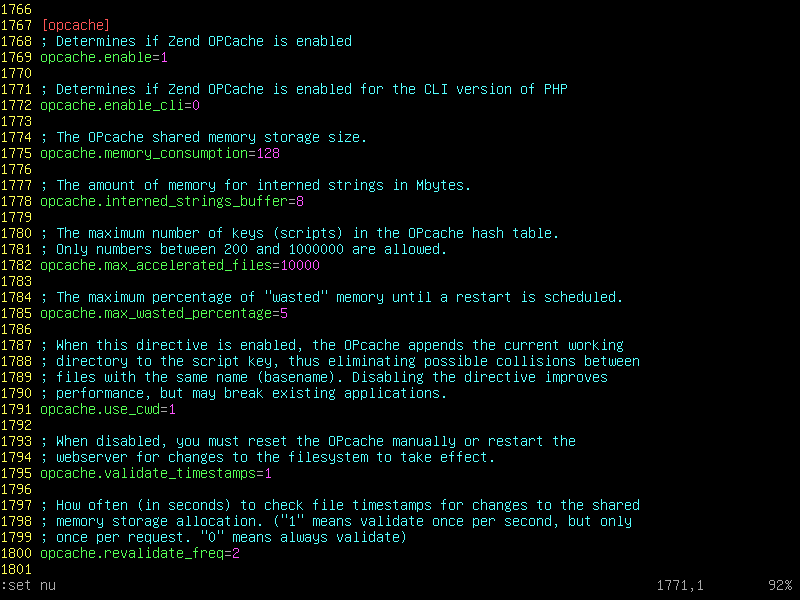 1766
1767 [opcache]
1768 ; Determines if Zend OPCache is enabled
1769 opcache.enable=1
1770
1771 ; Determines if Zend OPCache is enabled for the CLI version of PHP
1772 opcache.enable_cli=0
1773
1774 ; The OPcache shared memory storage size.
1775 opcache.memory_consumption=128
1776
1777 ; The amount of memory for interned strings in Mbytes.
1778 opcache.interned_strings_buffer=8
1779
1780 ; The maximum number of keys (scripts) in the OPcache hash table.
1781 ; Only numbers between 200 and 1000000 are allowed.
1782 opcache.max_accelerated_files=10000
1783
1784 ; The maximum percentage of "wasted" memory until a restart is scheduled.
1785 opcache.max_wasted_percentage=5
1786
1787 ; When this directive is enabled, the OPcache appends the current working
1788 ; directory to the script key, thus eliminating possible collisions between
1789 ; files with the same name (basename). Disabling the directive improves
1790 ; performance, but may break existing applications.
1791 opcache.use_cwd=1
1792
1793 ; When disabled, you must reset the OPcache manually or restart the
1794 ; webserver for changes to the filesystem to take effect.
1795 opcache.validate_timestamps=1
1796
1797 ; How often (in seconds) to check file timestamps for changes to the shared
1798 ; memory storage allocation. ("1" means validate once per second, but only
1799 ; once per request. "0" means always validate)
1800 opcache.revalidate_freq=2
1801
:set nu 1771,1 92%